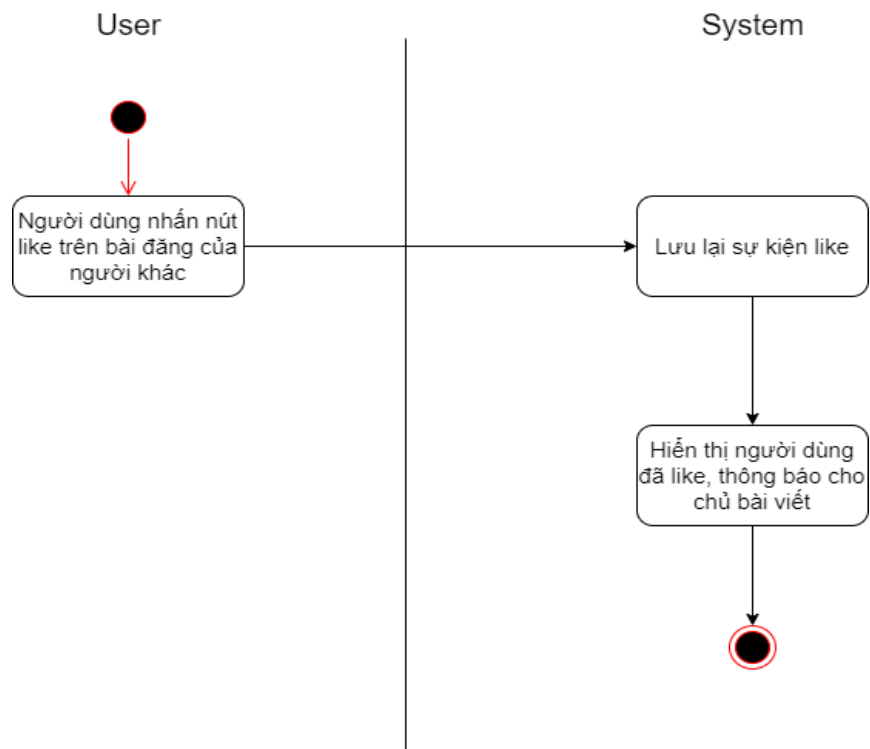 User
System
Người dùng nhấn nút
like trên bài đăng của
người khác
Lưu lại sự kiện like
Hiển thị người dùng
đã like, thông báo cho
chủ bài viết